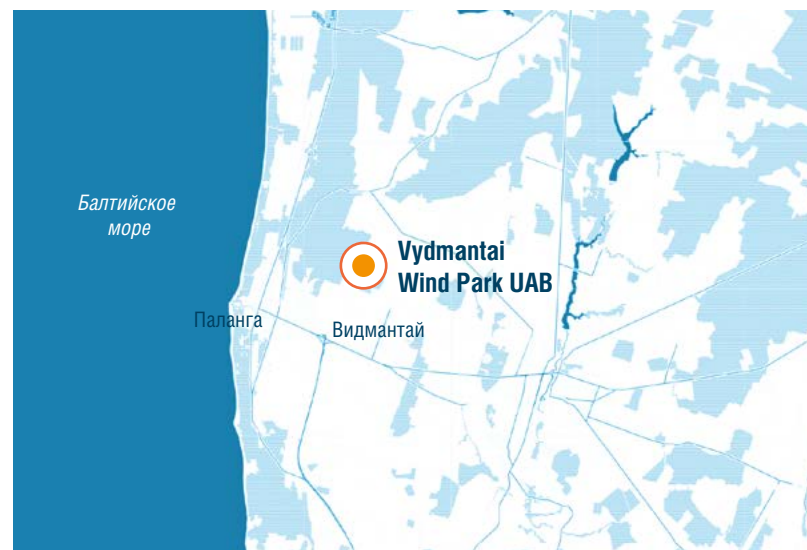 Балтийское
море
Vydmantai
Wind Park UAB
Паланга
Видмантай